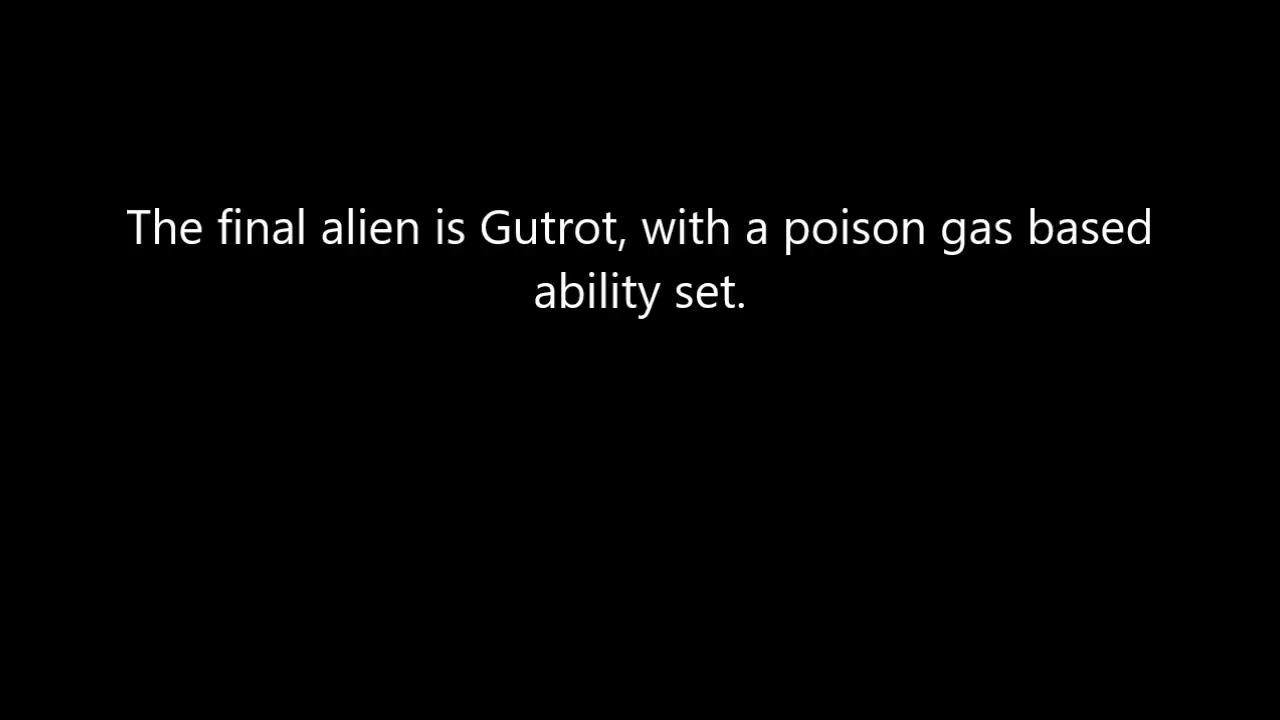 The final alien is Gutrot, with a poison gas based
ability set.